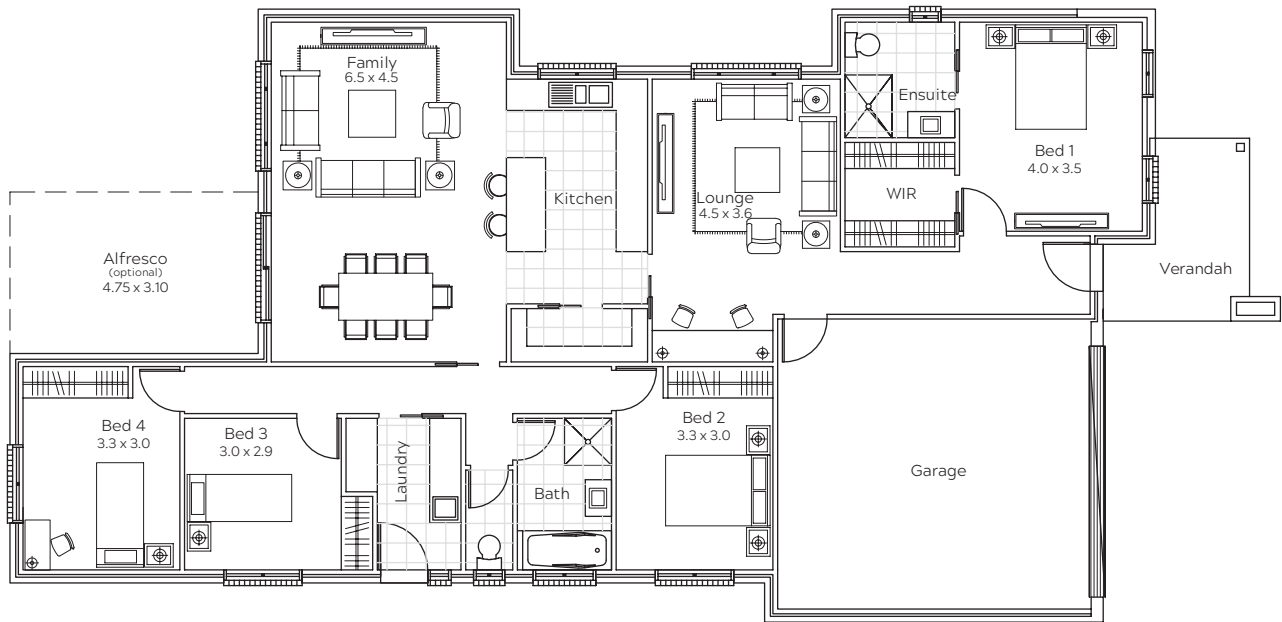 Family
6.5 x 4.5
Ensuite
Bed 1
4.0 x 3.5
Kitchen
Lounge
4.5 x 3.6
WIR
Alfresco
(optional)
4.75 x 3.10
Verandah
Bed 4
3.3 x 3.0
Bed 3
3.0 x 2.9
Laundry
Bath
Bed 2
3.3 x 3.0
Garage